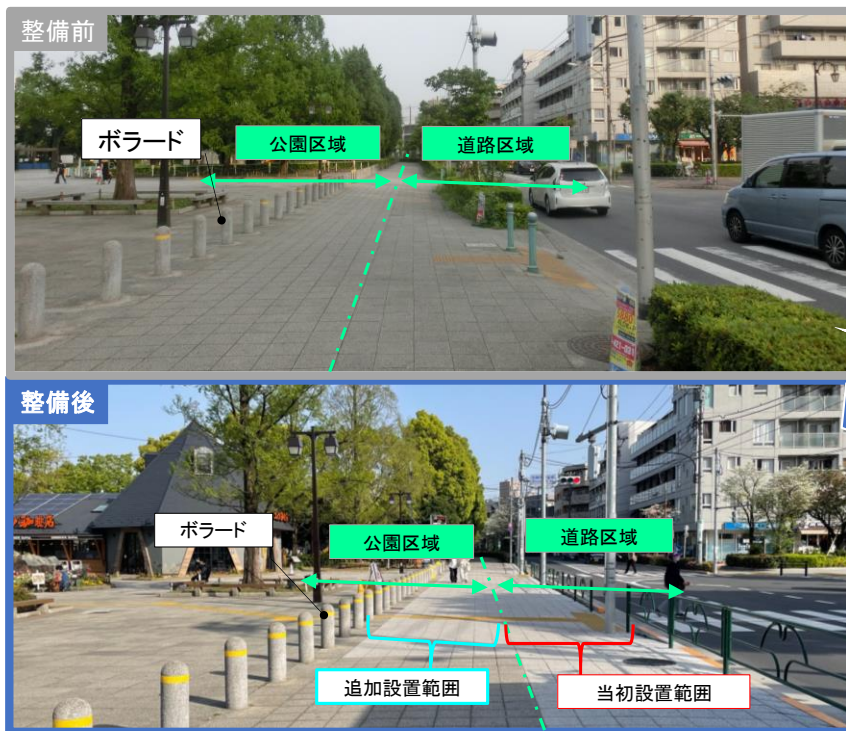 整備前
ボラード
公園区域
道路区域
整備後
ボラード
公園区域
道路区域
追加設置範囲
当初設置範囲